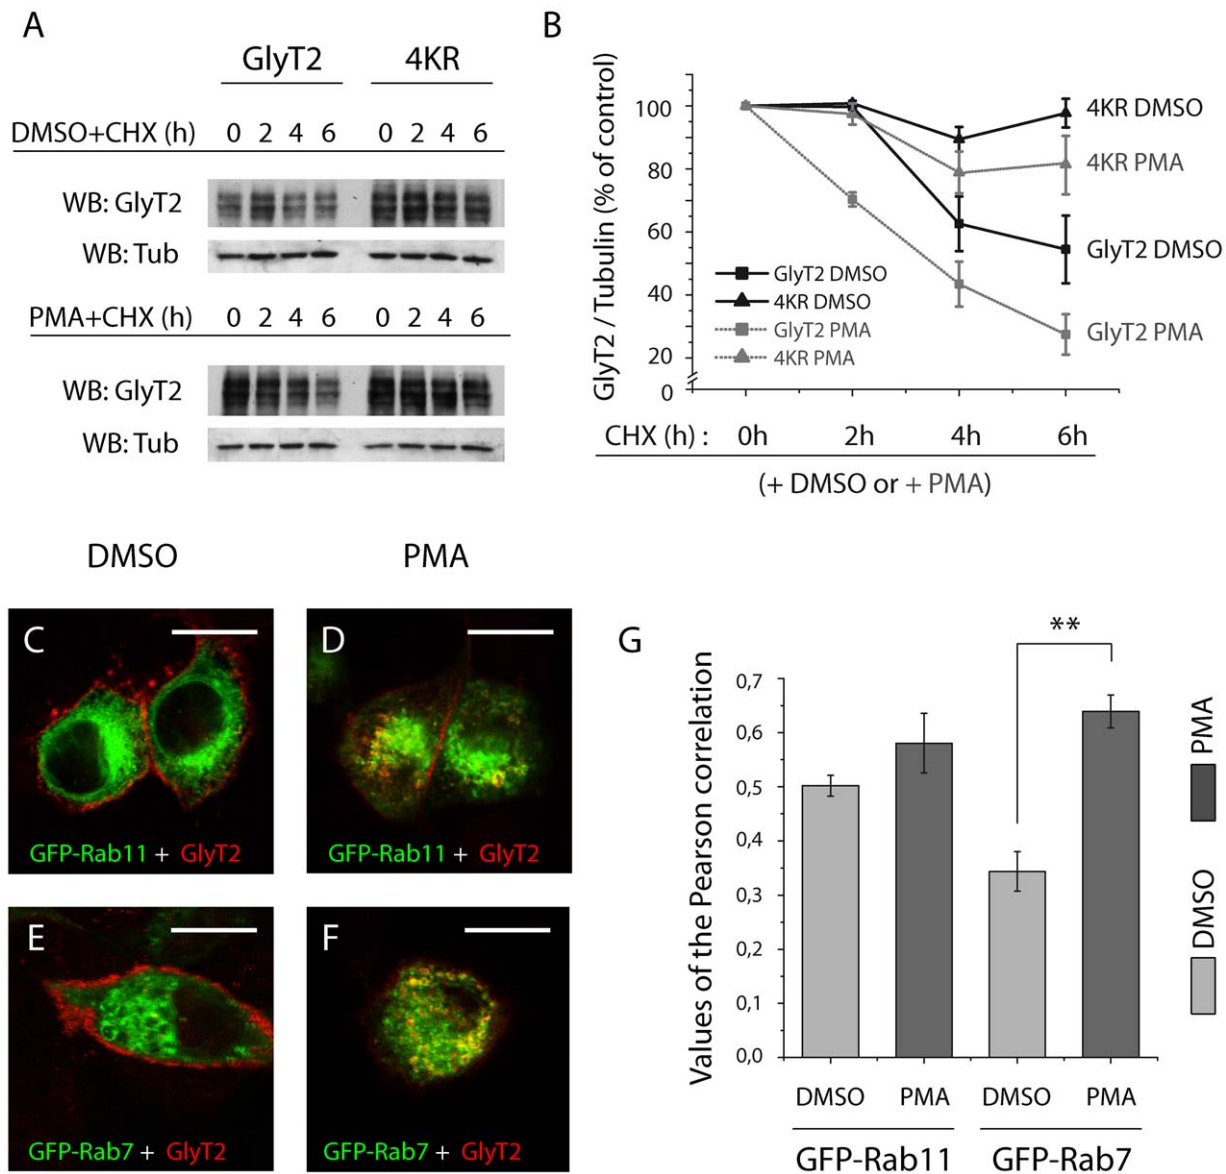 A
GlyT2 4KR
DMSO+CHX (h) 0 2 4 6 0 2 4 6
WB: GlyT2
WB: Tub
PMA+CHX (h) 0 2 4 6 0 2 4 6
WB: GlyT2
WB: Tub
B
GlyT2 / Tubulin (% of control)
100
80
60
40
20
0
4KR DMSO
4KR PMA
GlyT2 DMSO
GlyT2 PMA
GlyT2 DMSO
4KR DMSO
GlyT2 PMA
4KR PMA
CHX (h) : 0h 2h 4h 6h
(+ DMSO or + PMA)
DMSO PMA
C
GFP-Rab11 + GlyT2
D
GFP-Rab11 + GlyT2
E
GFP-Rab7 + GlyT2
F
GFP-Rab7 + GlyT2
G
Values of the Pearson correlation
0,7
0,6
0,5
0,4
0,3
0,2
0,1
0,0
**
DMSO PMA DMSO PMA
GFP-Rab11 GFP-Rab7
PMA
DMSO